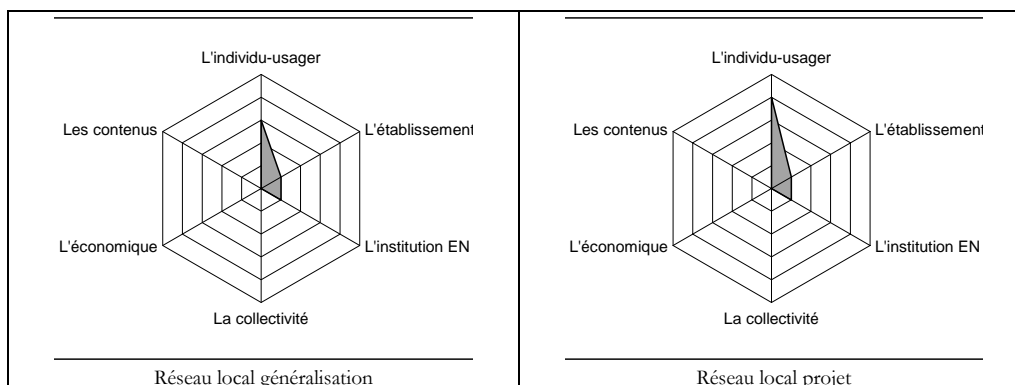 L'individu-usager
Les contenus
L'établissement
L'économique
L'institution EN
La collectivité
Réseau local généralisation
L'individu-usager
Les contenus
L'établissement
L'économique
L'institution EN
La collectivité
Réseau local projet